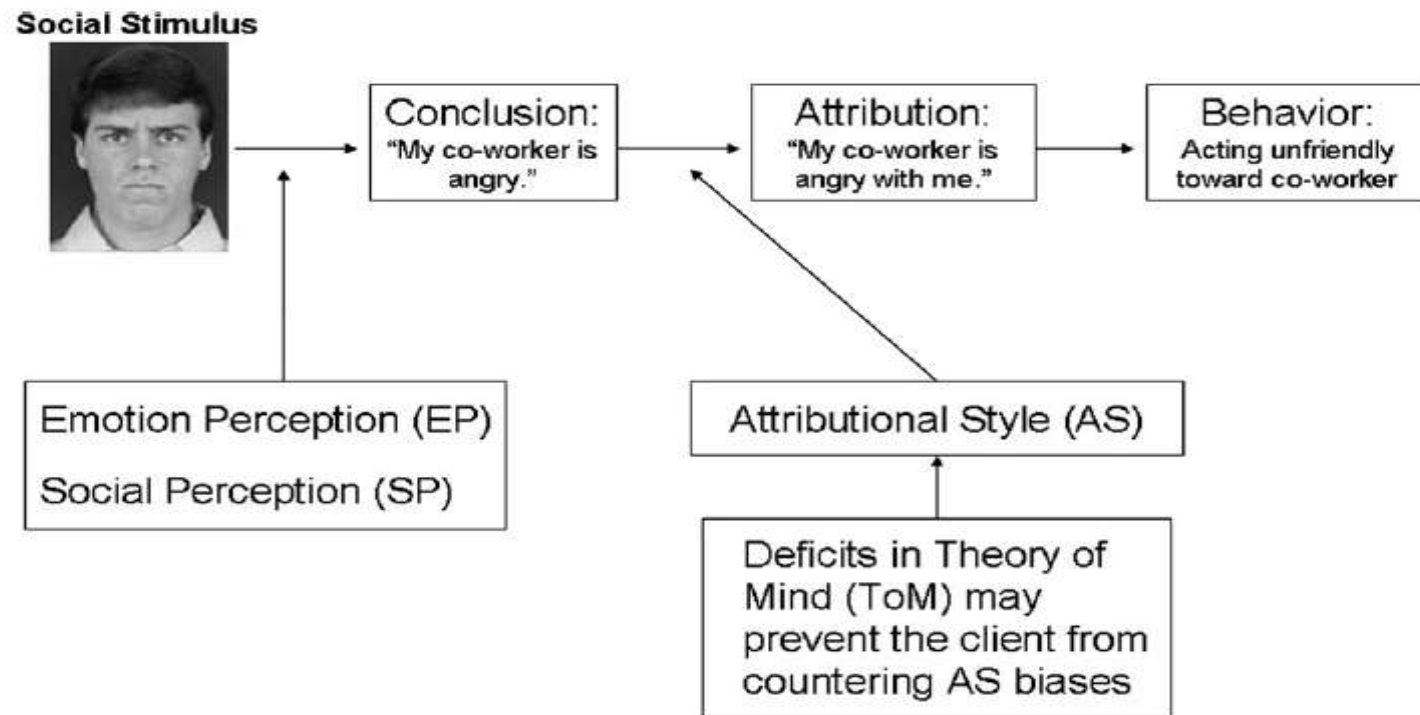 Social Stimulus
Conclusion:
“My co-worker is
angry.”
Attribution:
“My co-worker is
angry with me.”
Behavior:
Acting unfriendly
toward co-worker
Emotion Perception (EP)
Social Perception (SP)
Attributional Style (AS)
Deficits in Theory of
Mind (ToM) may
prevent the client from
countering AS biases